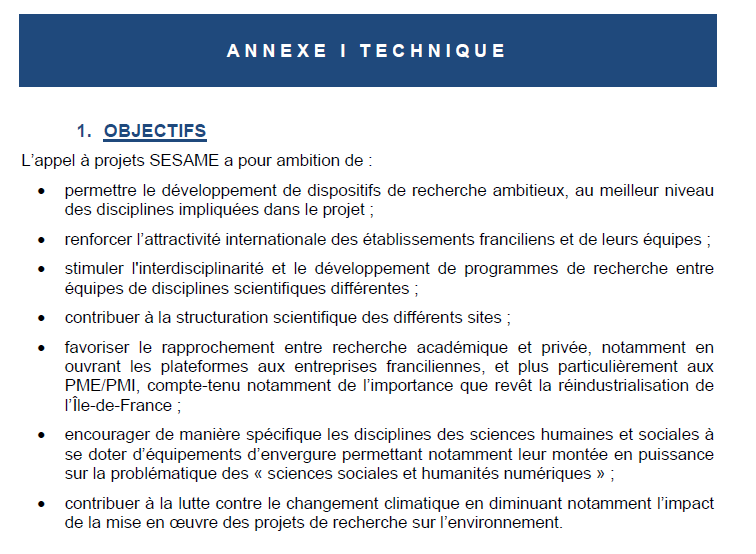 ANNEXE I TECHNIQUE
1. OBJECTIFS
L’appel à projets SESAME a pour ambition de :
• permettre le développement de dispositifs de recherche ambitieux, au meilleur niveau
des disciplines impliquées dans le projet ;
• renforcer l’attractivité internationale des établissements franciliens et de leurs équipes ;
• stimuler l'interdisciplinarité et le développement de programmes de recherche entre
équipes de disciplines scientifiques différentes ;
• contribuer à la structuration scientifique des différents sites ;
• favoriser le rapprochement entre recherche académique et privée, notamment en
ouvrant les plateformes aux entreprises franciliennes, et plus particulièrement aux
PME/PMI, compte-tenu notamment de l’importance que revêt la réindustrialisation de
l’Île-de-France ;
• encourager de manière spécifique les disciplines des sciences humaines et sociales à
se doter d’équipements d’envergure permettant notamment leur montée en puissance
sur la problématique des « sciences sociales et humanités numériques » ;
• contribuer à la lutte contre le changement climatique en diminuant notamment l’impact
de la mise en œuvre des projets de recherche sur l’environnement.